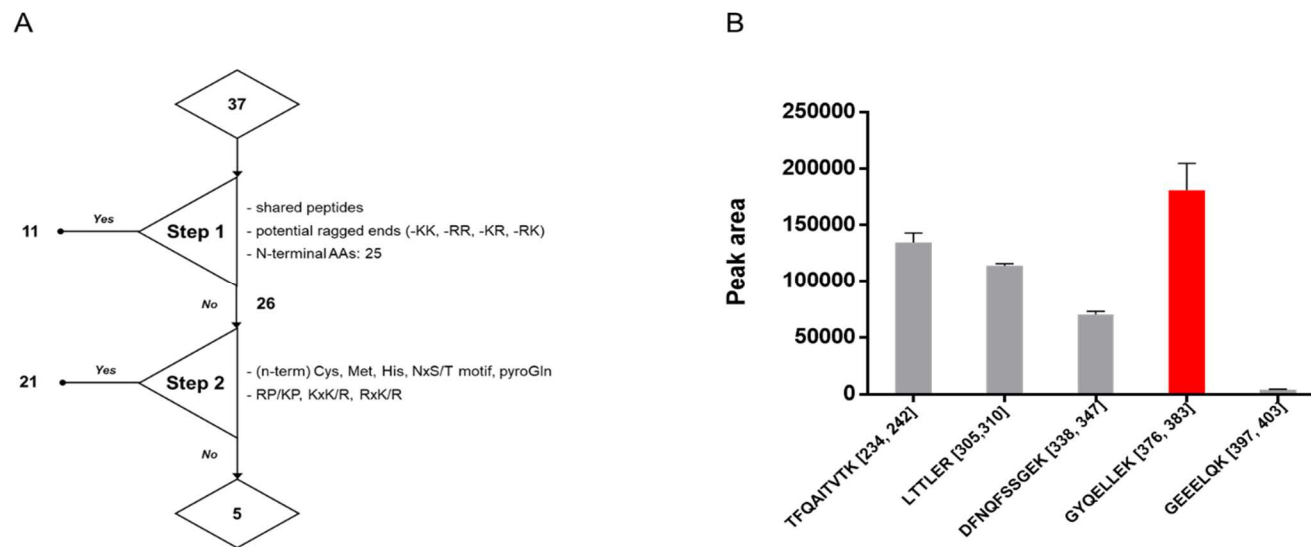 A
37
Yes
11
Step 1
- shared peptides
- potential ragged ends (-KK, -RR, -KR, -RK)
- N-terminal AAs: 25
No
26
Yes
21
Step 2
- (n-term) Cys, Met, His, NxS/T motif, pyroGln
- RP/KP, KxK/R, RxK/R
No
5
B
Peak area
250000
200000
150000
100000
50000
0
TFQAITVTK [234, 242]
LTTLER [305,310]
DFNQFSSGEK [338, 347]
GYQELLEK [376, 383]
GEEELQK [397, 403]